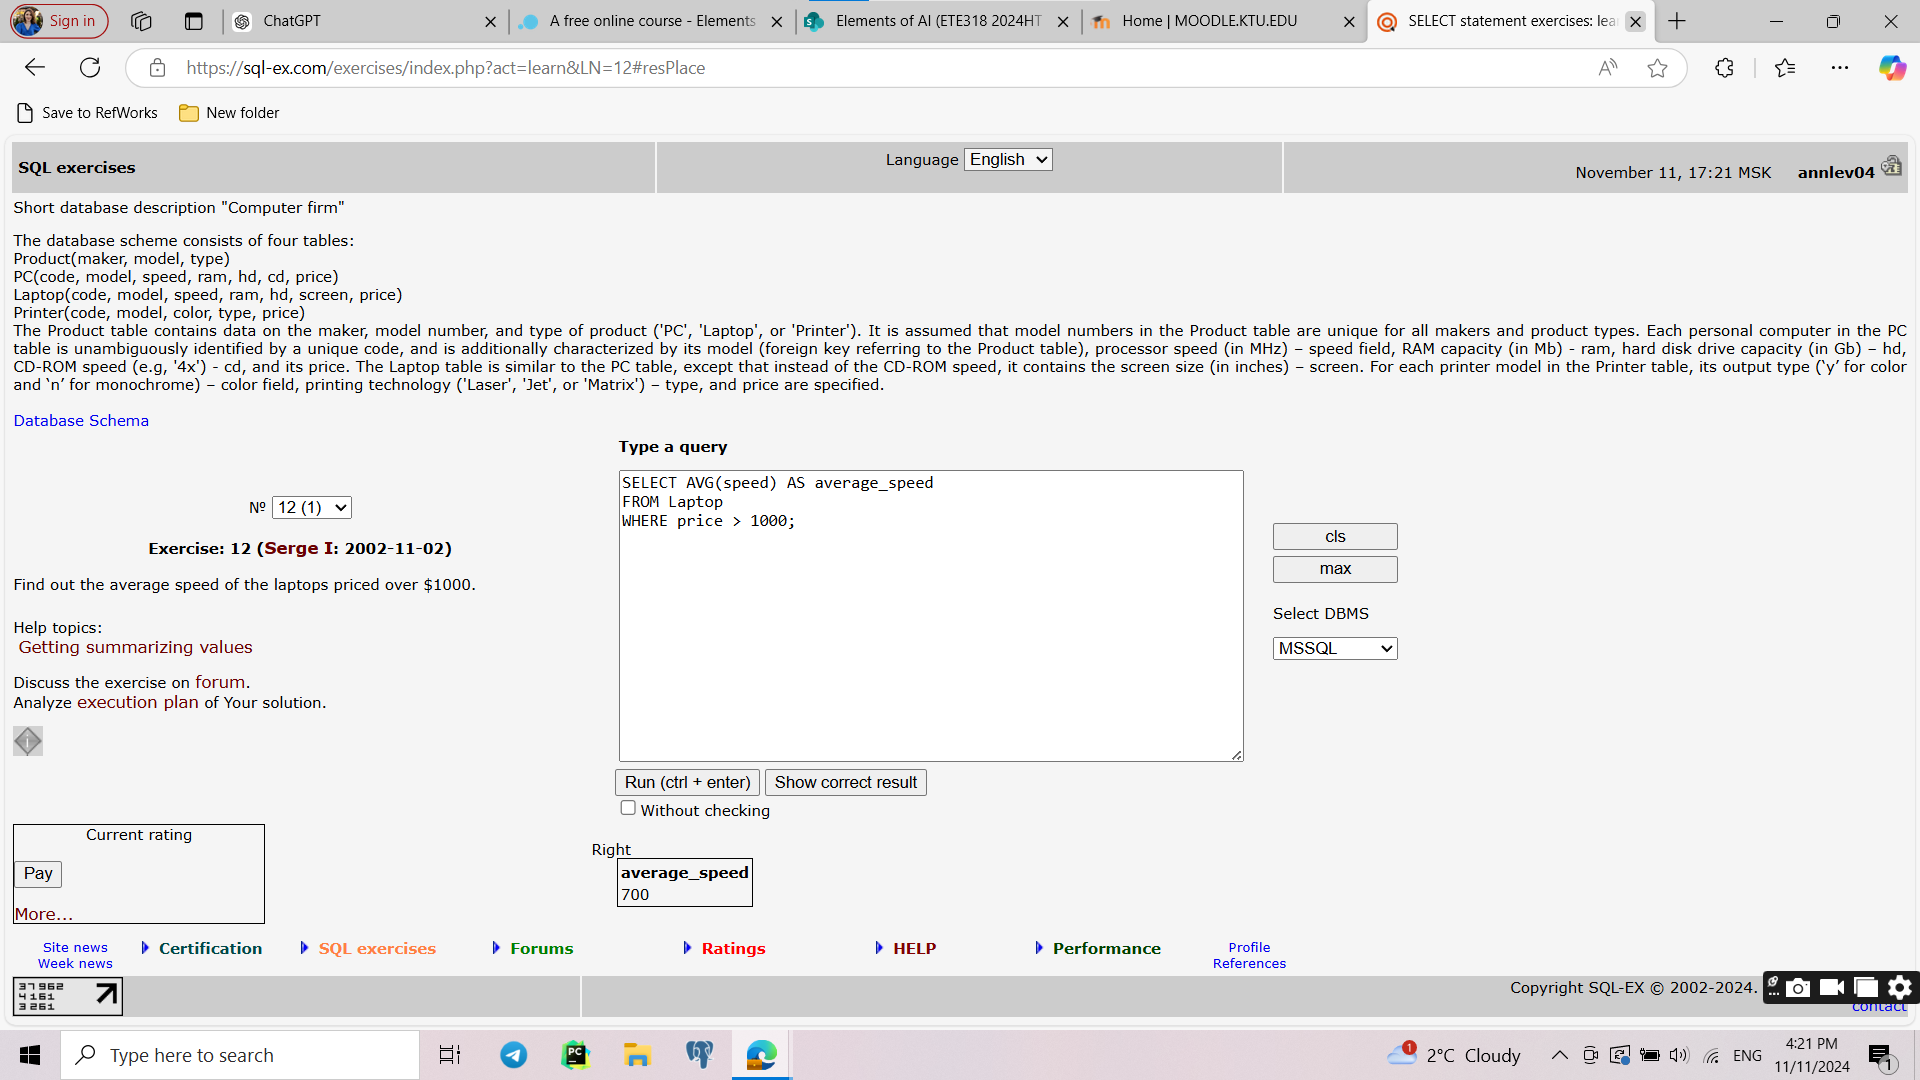 Sign in
ChatGPT
A free online course - Elements
Elements of AI (ETE318 2024HT
Home | MOODLE.KTU.EDU
SELECT statement exercises: lea
https://sql-ex.com/exercises/index.php?act=learn&LN=12#resPlace
Save to RefWorks
New folder
SQL exercises
Language English
November 11, 17:21 MSK annlev04
Short database description "Computer firm"
The database scheme consists of four tables:
Product(maker, model, type)
PC(code, model, speed, ram, hd, cd, price)
Laptop(code, model, speed, ram, hd, screen, price)
Printer(code, model, color, type, price)
The Product table contains data on the maker, model number, and type of product ('PC', 'Laptop', or 'Printer'). It is assumed that model numbers in the Product table are unique for all makers and product types. Each personal computer in the PC
table is unambiguously identified by a unique code, and is additionally characterized by its model (foreign key referring to the Product table), processor speed (in MHz) – speed field, RAM capacity (in Mb) - ram, hard disk drive capacity (in Gb) – hd,
CD-ROM speed (e.g, '4x') - cd, and its price. The Laptop table is similar to the PC table, except that instead of the CD-ROM speed, it contains the screen size (in inches) – screen. For each printer model in the Printer table, its output type (‘y’ for color
and ‘n’ for monochrome) – color field, printing technology ('Laser', 'Jet', or 'Matrix') – type, and price are specified.
Database Schema
Type a query
SELECT AVG(speed) AS average_speed
FROM Laptop
WHERE price > 1000;
№ 12 (1)
Exercise: 12 (Serge I: 2002-11-02)
Find out the average speed of the laptops priced over $1000.
Help topics:
Getting summarizing values
Discuss the exercise on forum.
Analyze execution plan of Your solution.
cls
max
Select DBMS
MSSQL
Run (ctrl + enter)
Show correct result
Without checking
Current rating
Pay
More...
Right
average_speed
700
Site news
Week news
Certification
SQL exercises
Forums
Ratings
HELP
Performance
Profile
References
37962
4161
3261
Copyright SQL-EX © 2002-2024.
contact
Type here to search
PC
1
2°C Cloudy
ENG
4:21 PM
11/11/2024
1